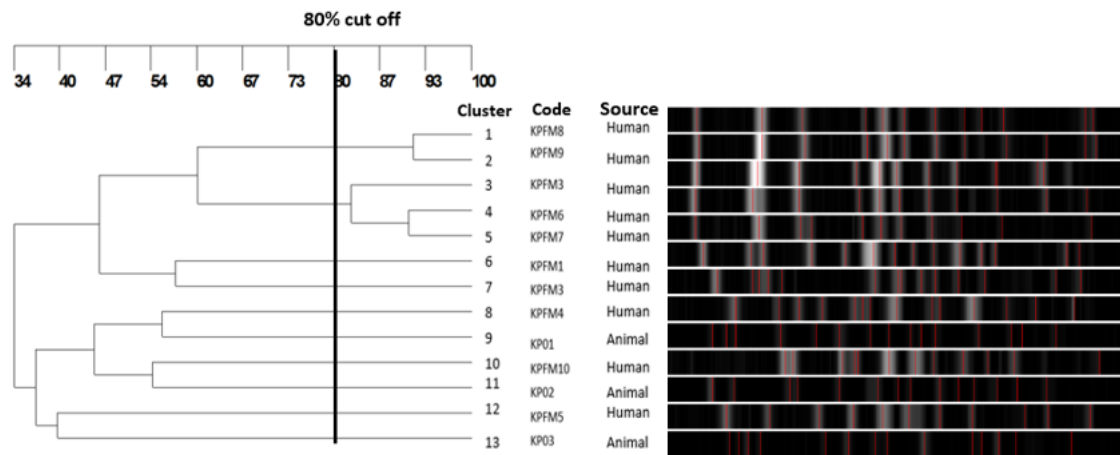 80% cut off
34 40 47 54 60 67 73 80 87 93 100
Cluster Code Source
1 KPFM8 Human
2 KPFM9 Human
3 KPFM3 Human
4 KPFM6 Human
5 KPFM7 Human
6 KPFM1 Human
7 KPFM3 Human
8 KPFM4 Human
9 KP01 Animal
10 KPFM10 Human
11 KP02 Animal
12 KPFM5 Human
13 KP03 Animal